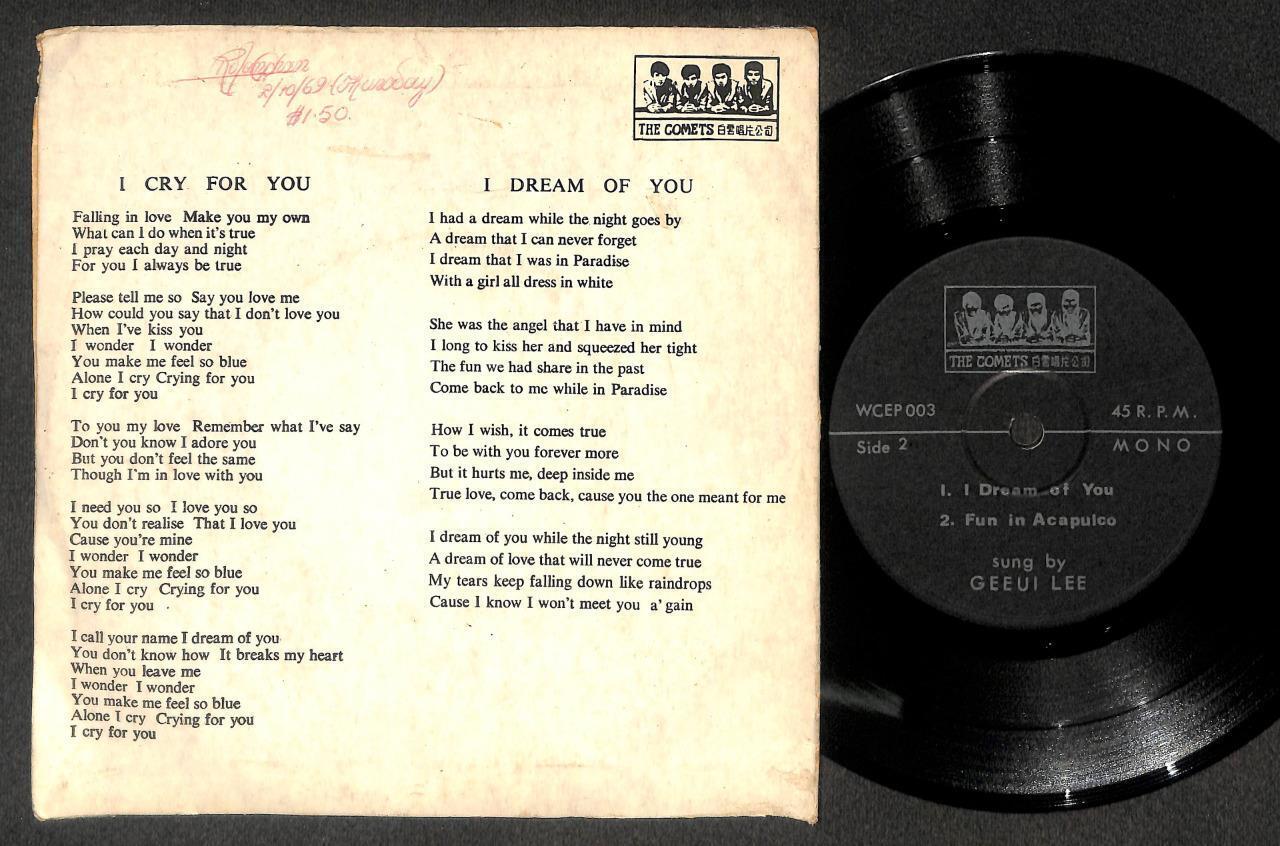 2/10/69 (Thursday)
$1.50.
THE COMETS 白雲唱片公司
I CRY FOR YOU
Falling in love Make you my own
What can I do when it's true
I pray each day and night
For you I always be true
Please tell me so Say you love me
How could you say that I don't love you
When I've kiss you
I wonder I wonder
You make me feel so blue
Alone I cry Crying for you
I cry for you
To you my love Remember what I've say
Don't you know I adore you
But you don't feel the same
Though I'm in love with you
I need you so I love you so
You don't realise That I love you
Cause you're mine
I wonder I wonder
You make me feel so blue
Alone I cry Crying for you
I cry for you
I call your name I dream of you
You don't know how It breaks my heart
When you leave me
I wonder I wonder
You make me feel so blue
Alone I cry Crying for you
I cry for you
I DREAM OF YOU
I had a dream while the night goes by
A dream that I can never forget
I dream that I was in Paradise
With a girl all dress in white
She was the angel that I have in mind
I long to kiss her and squeezed her tight
The fun we had share in the past
Come back to me while in Paradise
How I wish, it comes true
To be with you forever more
But it hurts me, deep inside me
True love, come back, cause you the one meant for me
I dream of you while the night still young
A dream of love that will never come true
My tears keep falling down like raindrops
Cause I know I won't meet you a'gain
THE COMETS 白雲唱片公司
WCEP 003
45 R.P.M.
Side 2
MONO
1. I Dream of You
2. Fun in Acapulco
sung by
GEEUI LEE